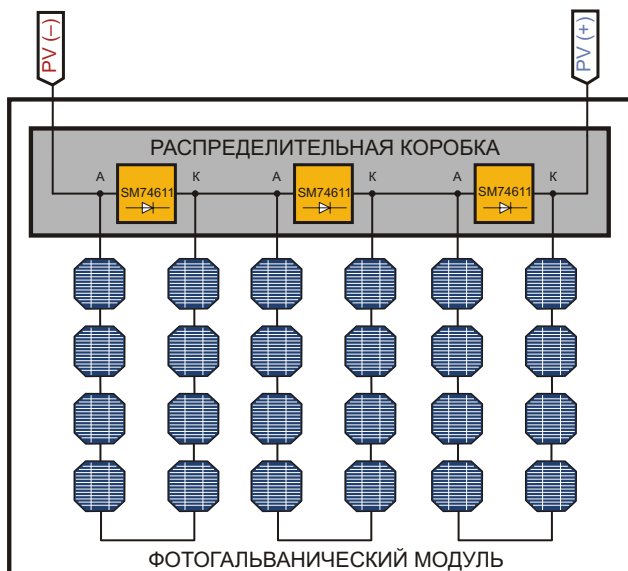 PV (–)
PV (+)
РАСПРЕДЕЛИТЕЛЬНАЯ КОРОБКА
А К А К А К
SM74611 SM74611 SM74611
ФОТОГАЛЬВАНИЧЕСКИЙ МОДУЛЬ